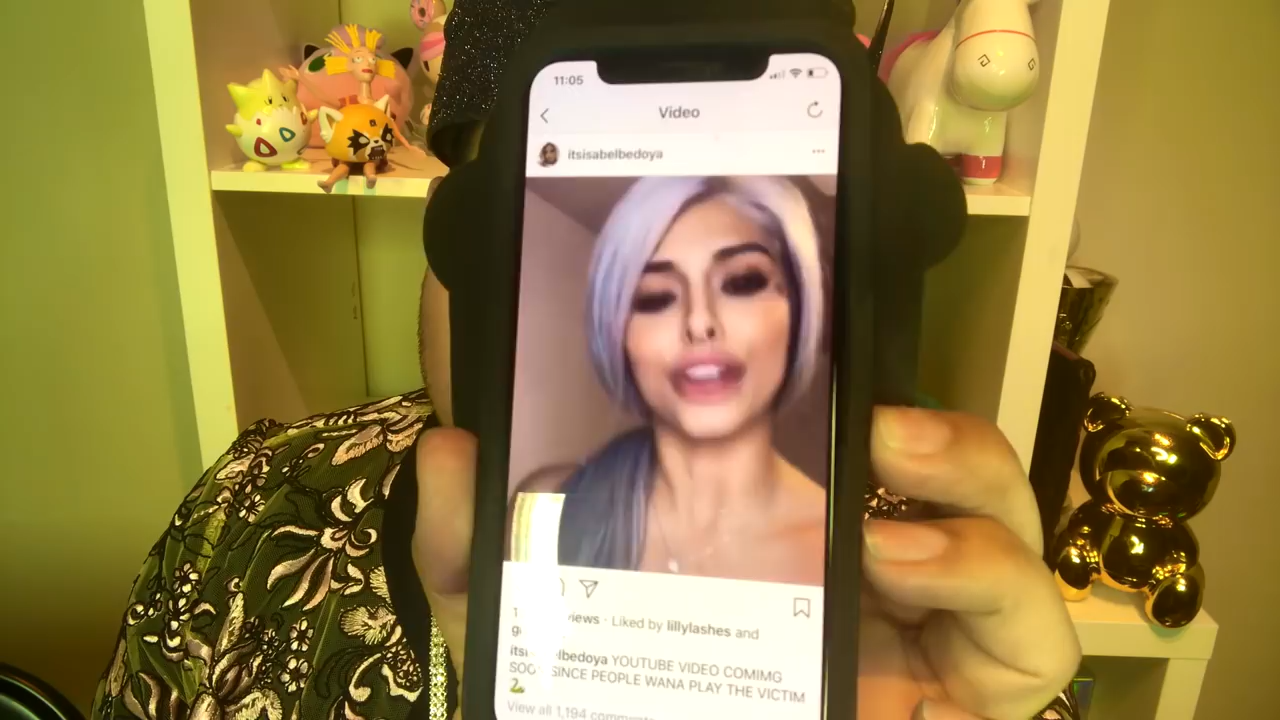 11:05
Video
itsisabelbedoya
views · Liked by lillylashes and
YOUTUBE VIDEO COMIMG
SINCE PEOPLE WANA PLAY THE VICTIM
View all 1,194 comments